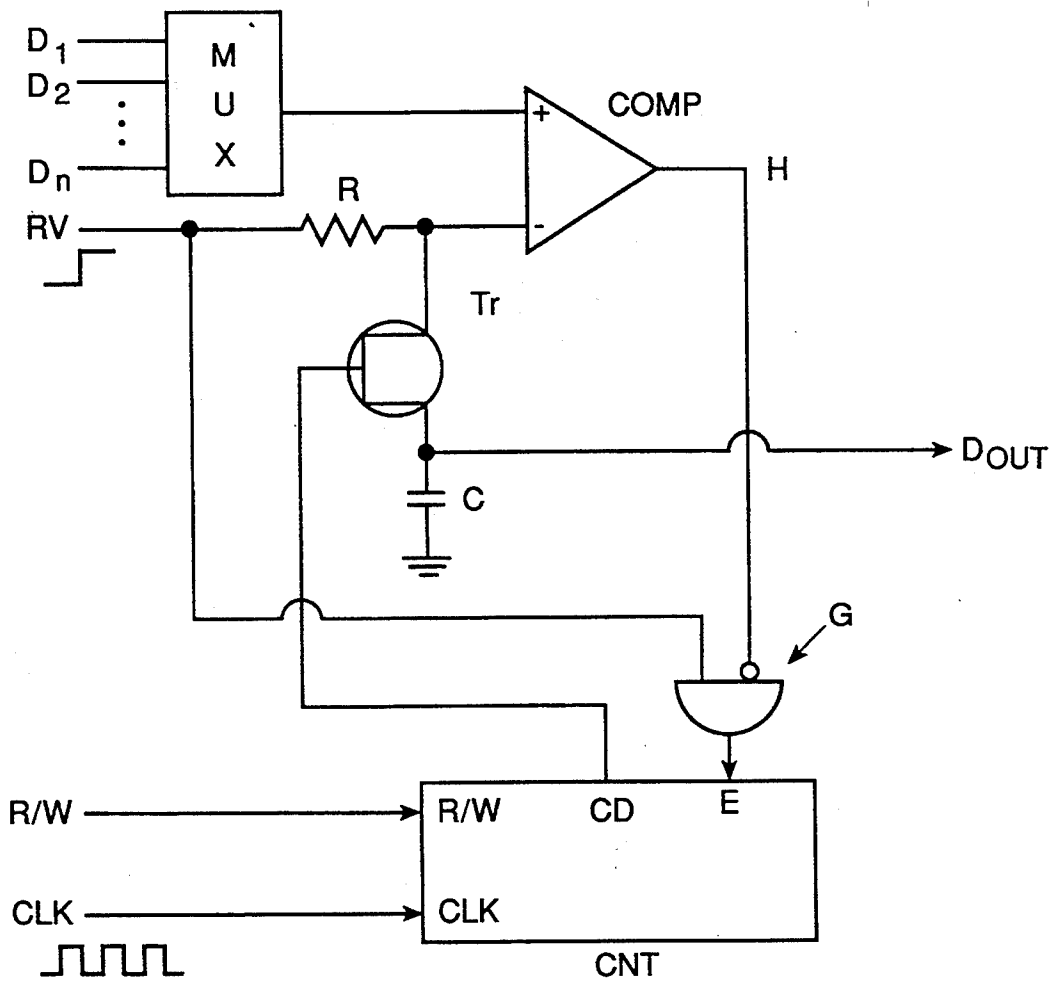 D1
D2
Dn
M
U
X
COMP
+
-
H
RV
R
Tr
DOUT
C
G
R/W
R/W
CD
E
CLK
CLK
CNT